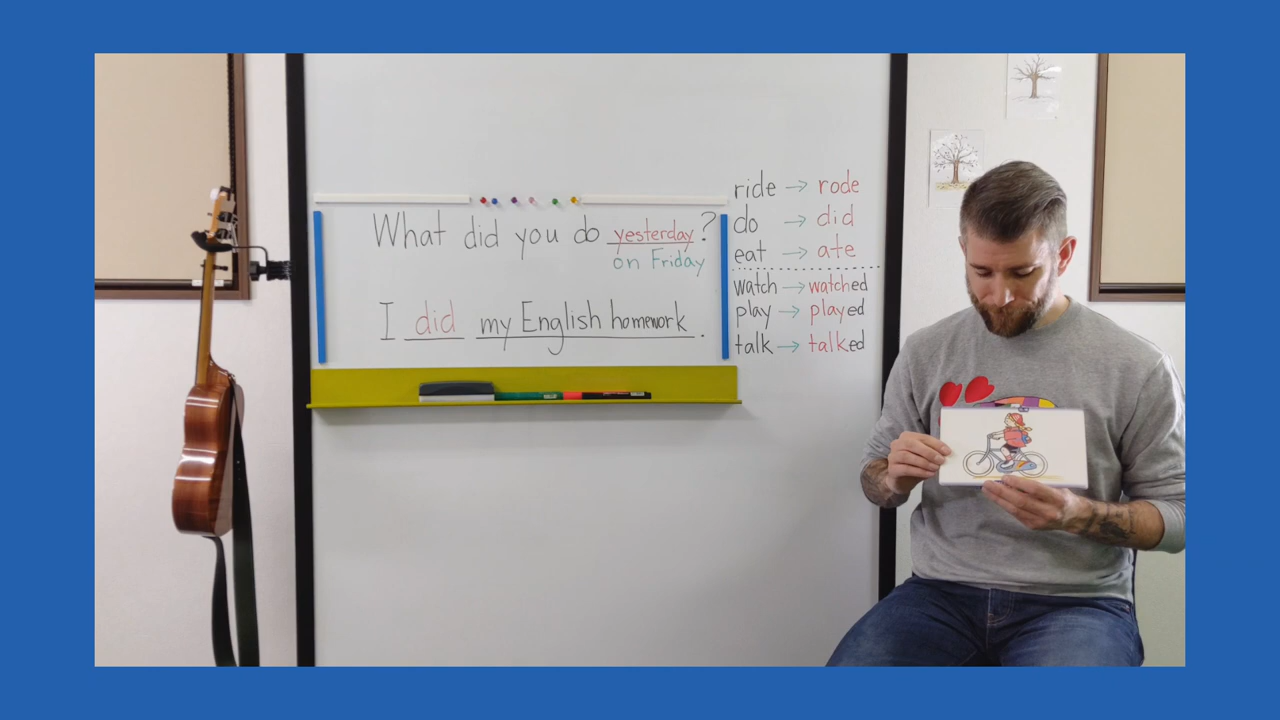 What did you do yesterday?
on Friday
I did my English homework.
ride → rode
do → did
eat → ate
watch → watched
play → played
talk → talked